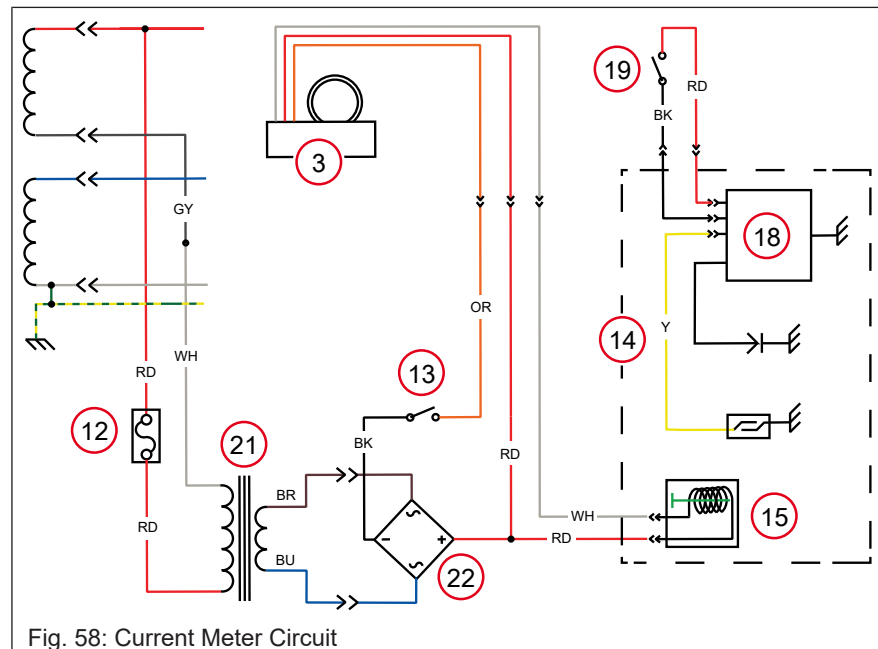 19
RD
BK
3
GY
18
OR
Y
14
WH
RD
13
12
21
BK
RD
BR
WH
15
RD
RD
BU
22
Fig. 58: Current Meter Circuit